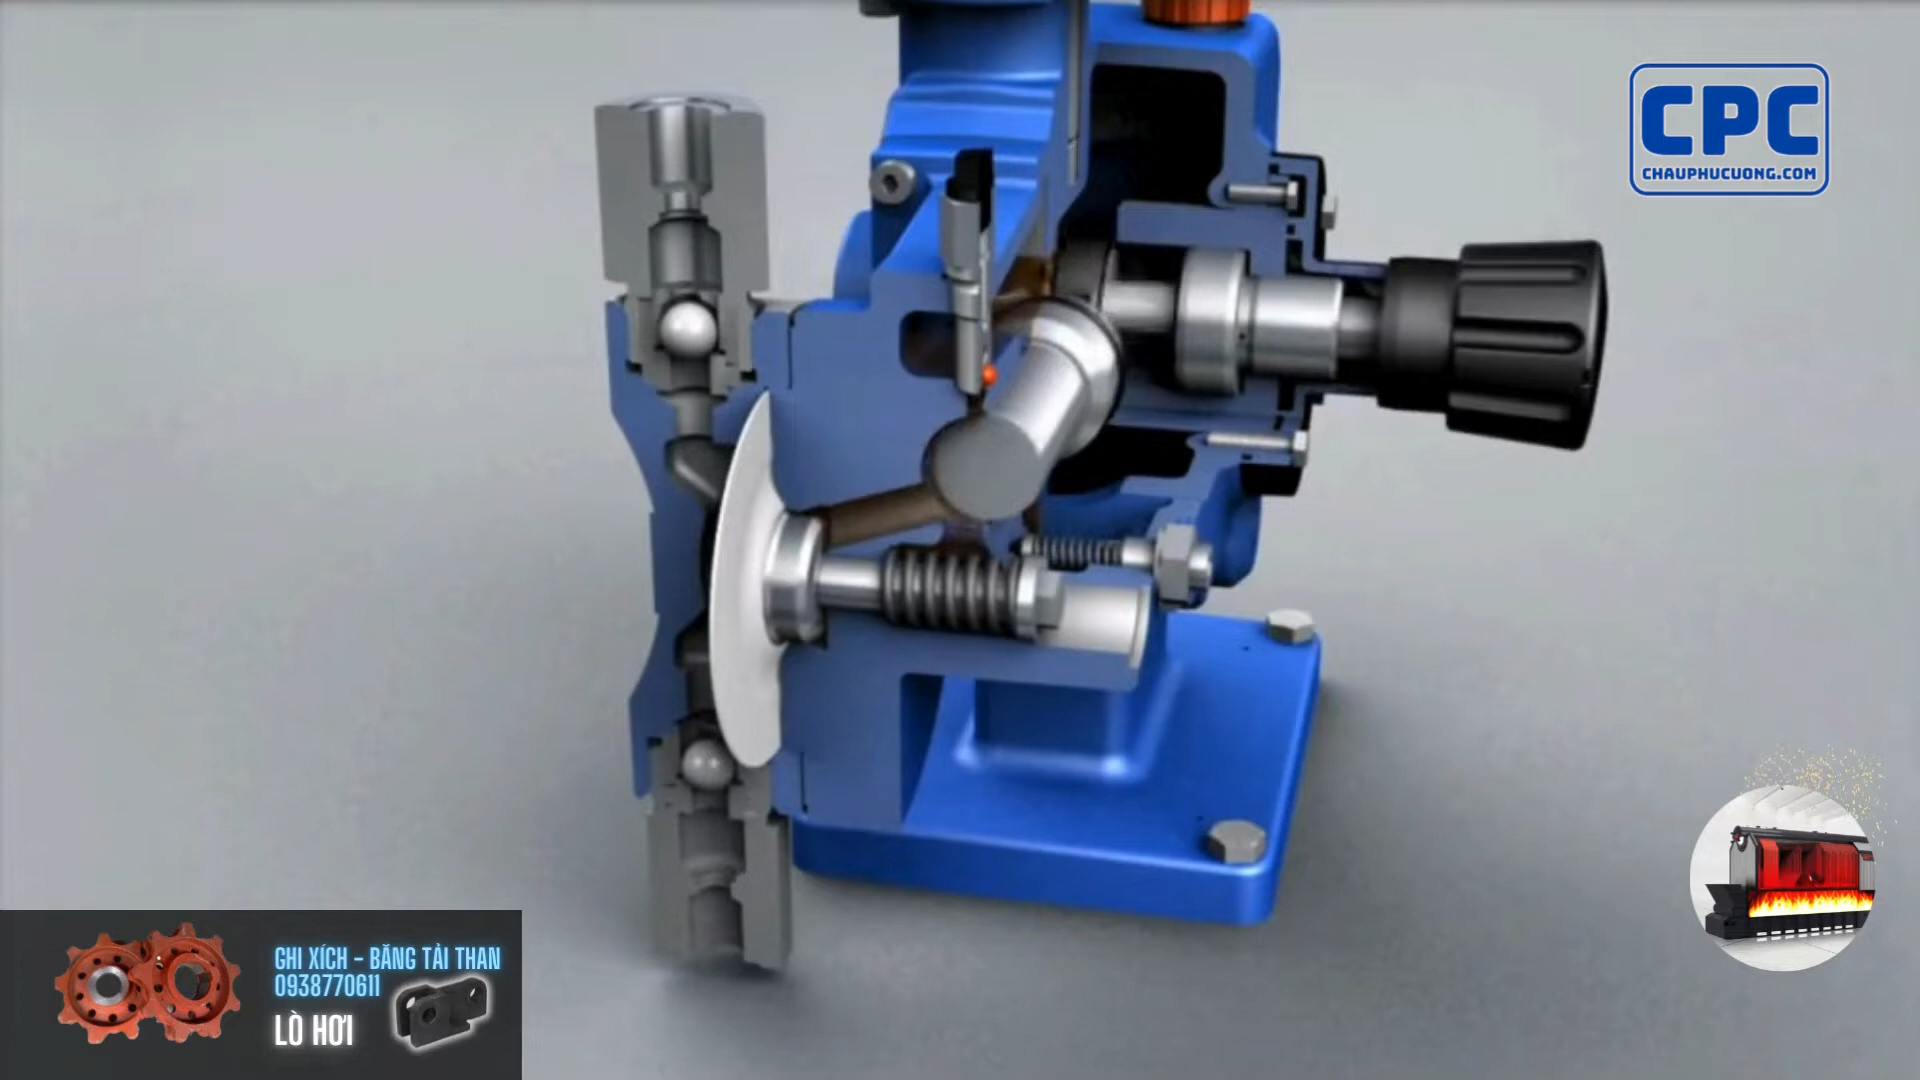 CPC
CHAUPHUCUONG.COM
GHI XÍCH - BĂNG TẢI THAN
0938770611
LÒ HƠI